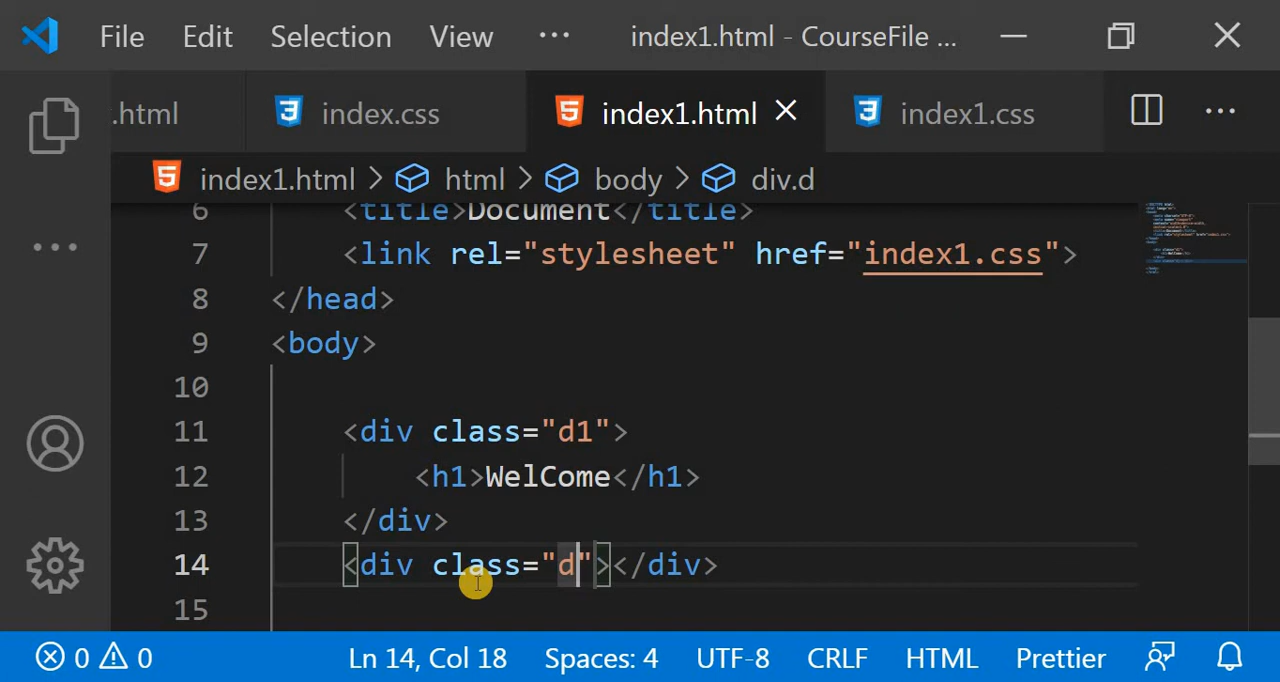 File Edit Selection View ··· index1.html - CourseFile ...
.html index.css index1.html index1.css ···
index1.html > html > body > div.d
6 <title>Document</title>
7 <link rel="stylesheet" href="index1.css">
8 </head>
9 <body>
10
11 <div class="d1">
12 <h1>WelCome</h1>
13 </div>
14 <div class="d"></div>
15
0 0 Ln 14, Col 18 Spaces: 4 UTF-8 CRLF HTML Prettier